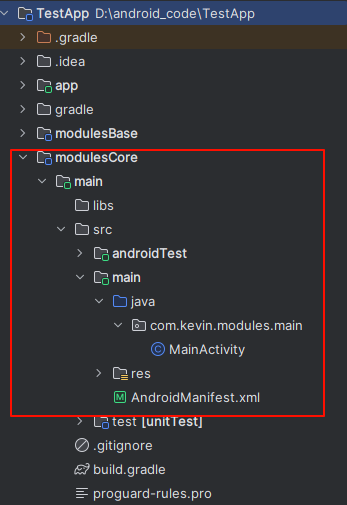 TestApp D:\android_code\TestApp
.gradle
.idea
app
gradle
modulesBase
modulesCore
main
libs
src
androidTest
main
java
com.kevin.modules.main
MainActivity
res
AndroidManifest.xml
test [unitTest]
.gitignore
build.gradle
proguard-rules.pro